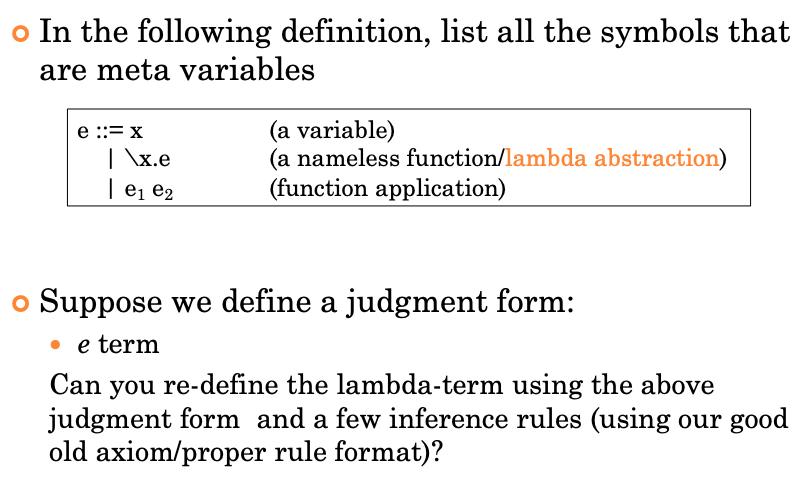 In the following definition, list all the symbols that
are meta variables
e ::= x (a variable)
| \x.e (a nameless function/lambda abstraction)
| e₁ e₂ (function application)
Suppose we define a judgment form:
e term
Can you re-define the lambda-term using the above
judgment form and a few inference rules (using our good
old axiom/proper rule format)?